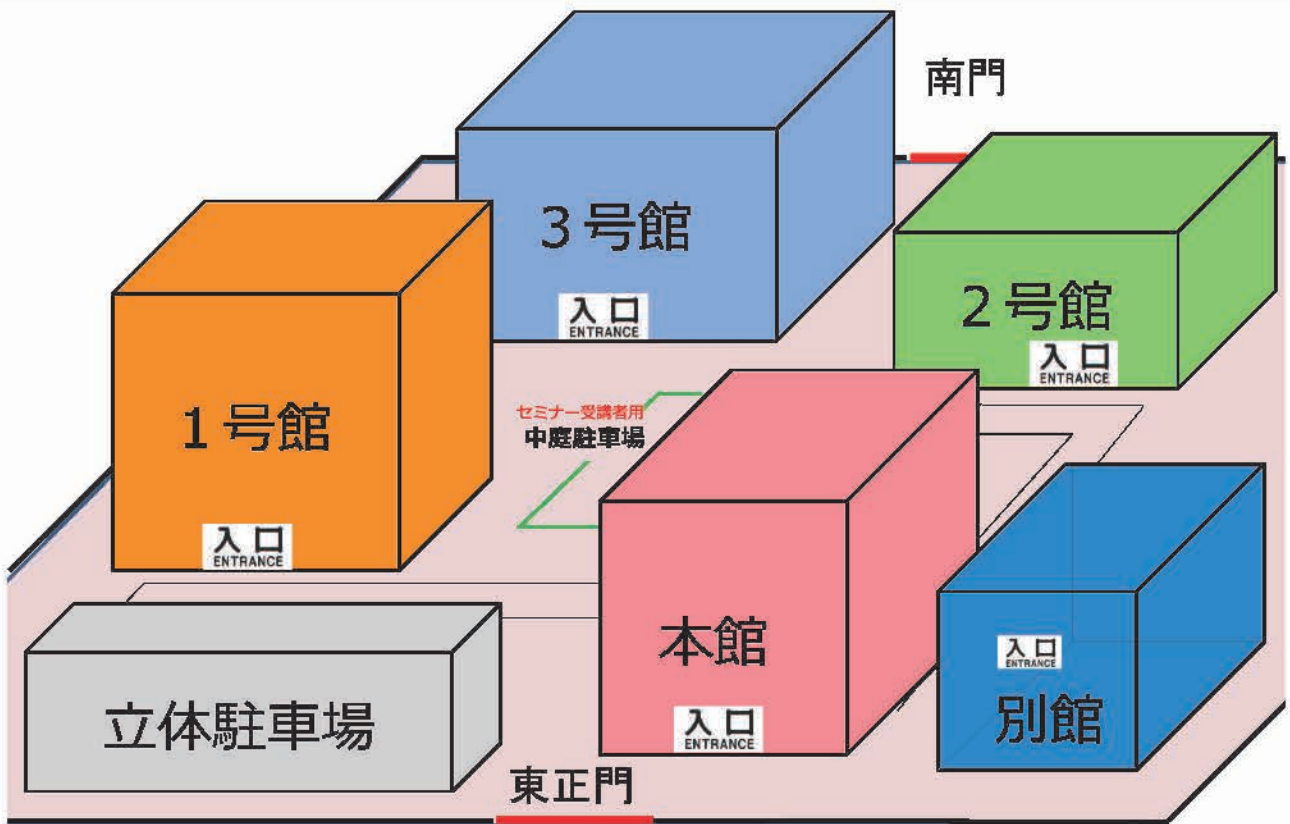 南門
3号館
入口
ENTRANCE
2号館
入口
ENTRANCE
1号館
入口
ENTRANCE
セミナー受講者用
中庭駐車場
本館
入口
ENTRANCE
入口
ENTRANCE
別館
立体駐車場
東正門